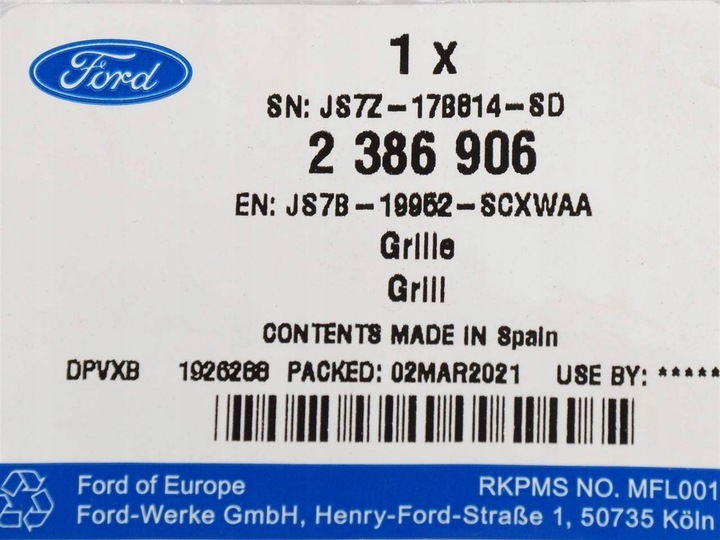 Ford
1 x
SN: JS7Z-17B814-SD
2 386 906
EN: JS7B-19952-SCXWAA
Grille
Grill
CONTENTS MADE IN Spain
DPVXB 1926288 PACKED: 02MAR2021 USE BY: *****
Ford of Europe RKPMS NO. MFL001
Ford-Werke GmbH, Henry-Ford-Straße 1, 50735 Köln